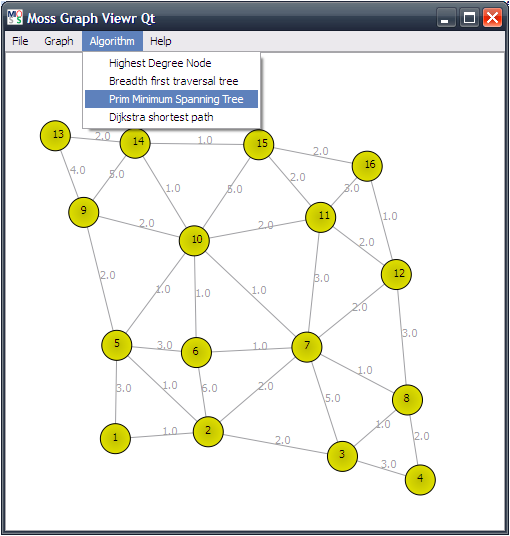 Moss Graph Viewr Qt
File Graph Algorithm Help
Highest Degree Node
Breadth first traversal tree
Prim Minimum Spanning Tree
Dijkstra shortest path
13 2.0 14 1.0 15 2.0 16
4.0 5.0 1.0 5.0 2.0 3.0
9 2.0 10 2.0 11 2.0 1.0
2.0 1.0 1.0 1.0 3.0 12
2.0 3.0
5 3.0 6 1.0 7
3.0 1.0 6.0 2.0 5.0 1.0 8
1 1.0 2 2.0 1.0 2.0
3 3.0 4